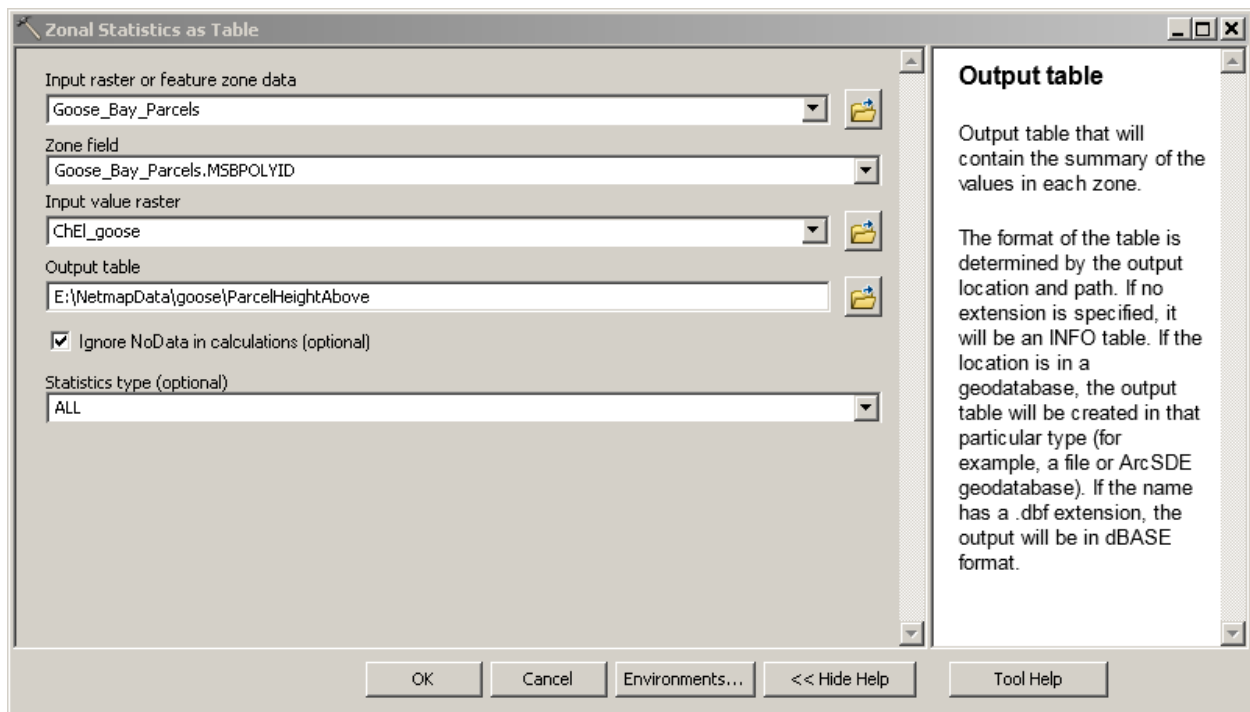 Zonal Statistics as Table
Input raster or feature zone data
Goose_Bay_Parcels
Zone field
Goose_Bay_Parcels.MSBPOLYID
Input value raster
ChEl_goose
Output table
E:\NetmapData\goose\ParcelHeightAbove
Ignore NoData in calculations (optional)
Statistics type (optional)
ALL
OK
Cancel
Environments...
<< Hide Help
Output table
Output table that will
contain the summary of the
values in each zone.
The format of the table is
determined by the output
location and path. If no
extension is specified, it
will be an INFO table. If the
location is in a
geodatabase, the output
table will be created in that
particular type (for
example, a file or ArcSDE
geodatabase). If the name
has a .dbf extension, the
output will be in dBASE
format.
Tool Help